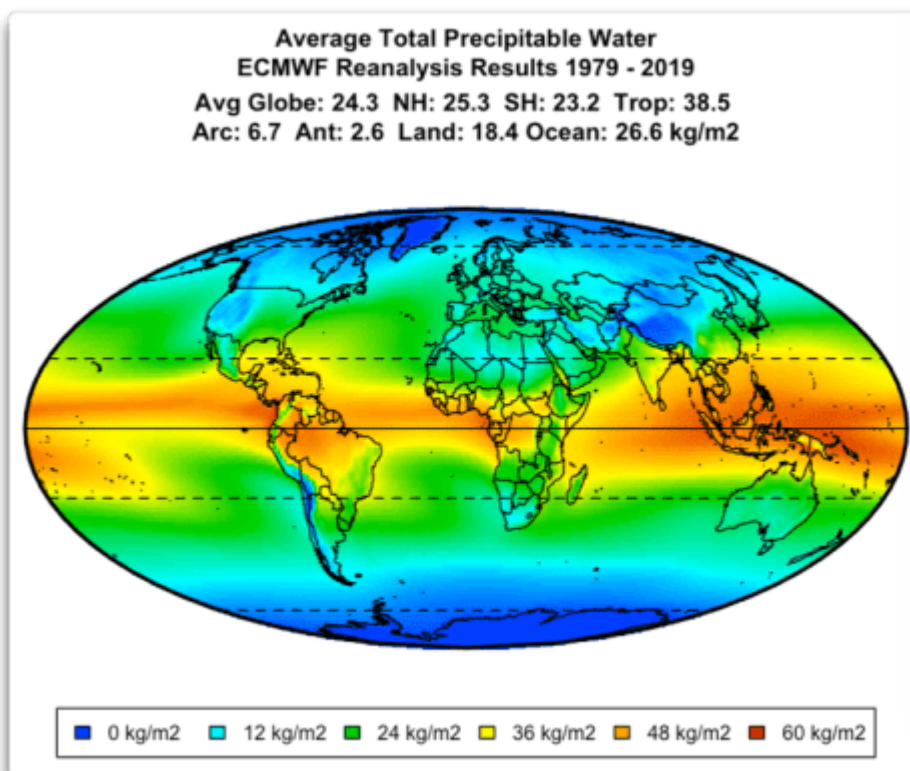 Average Total Precipitable Water
ECMWF Reanalysis Results 1979 - 2019
Avg Globe: 24.3 NH: 25.3 SH: 23.2 Trop: 38.5
Arc: 6.7 Ant: 2.6 Land: 18.4 Ocean: 26.6 kg/m2
0 kg/m2 12 kg/m2 24 kg/m2 36 kg/m2 48 kg/m2 60 kg/m2